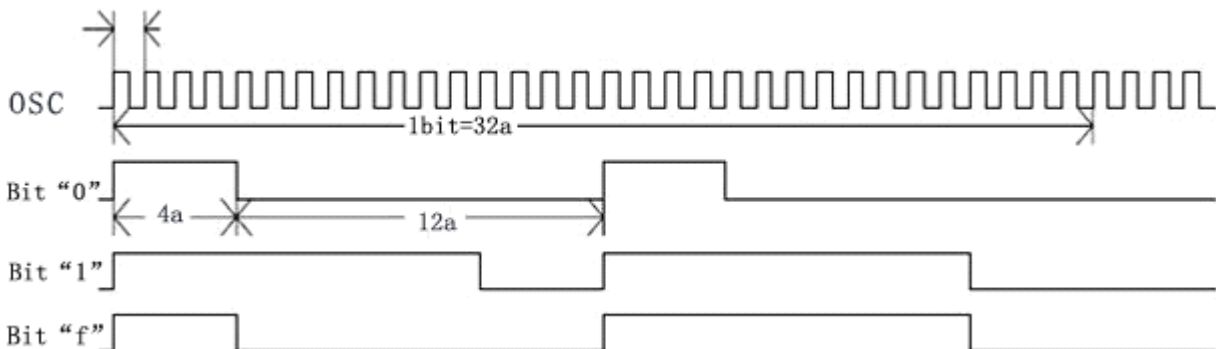 OSC
1bit=32a
Bit “0”
4a
12a
Bit “1”
Bit “f”